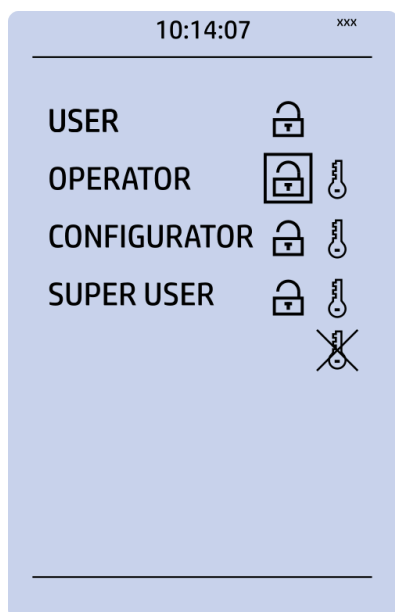 10:14:07 xxx
USER
OPERATOR
CONFIGURATOR
SUPER USER